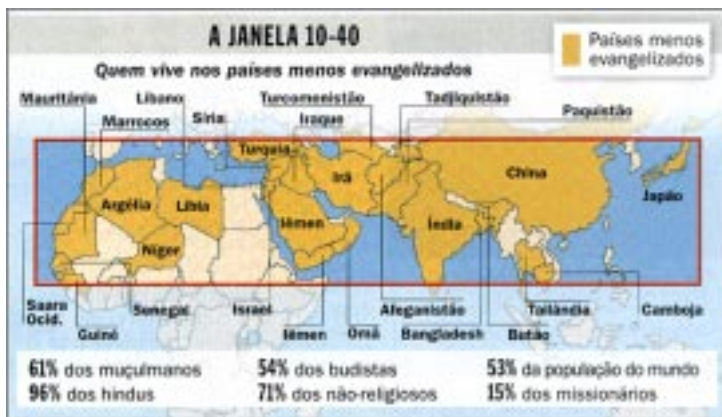 A JANELA 10-40
Países menos
evangelizados
Quem vive nos países menos evangelizados
Mauritânia
Líbano
Turcomenistão
Tadjiquistão
Marrocos
Síria
Iraque
Paquistão
Turquia
Argélia
Líbia
Irã
China
Japão
Iêmen
Índia
Níger
Saara
Ocid.
Guiné
Senegal
Israel
Iêmen
Omã
Afeganistão
Bangladesh
Butão
Tailândia
Camboja
61% dos muçulmanos
54% dos budistas
53% da população do mundo
96% dos hindus
71% dos não-religiosos
15% dos missionários